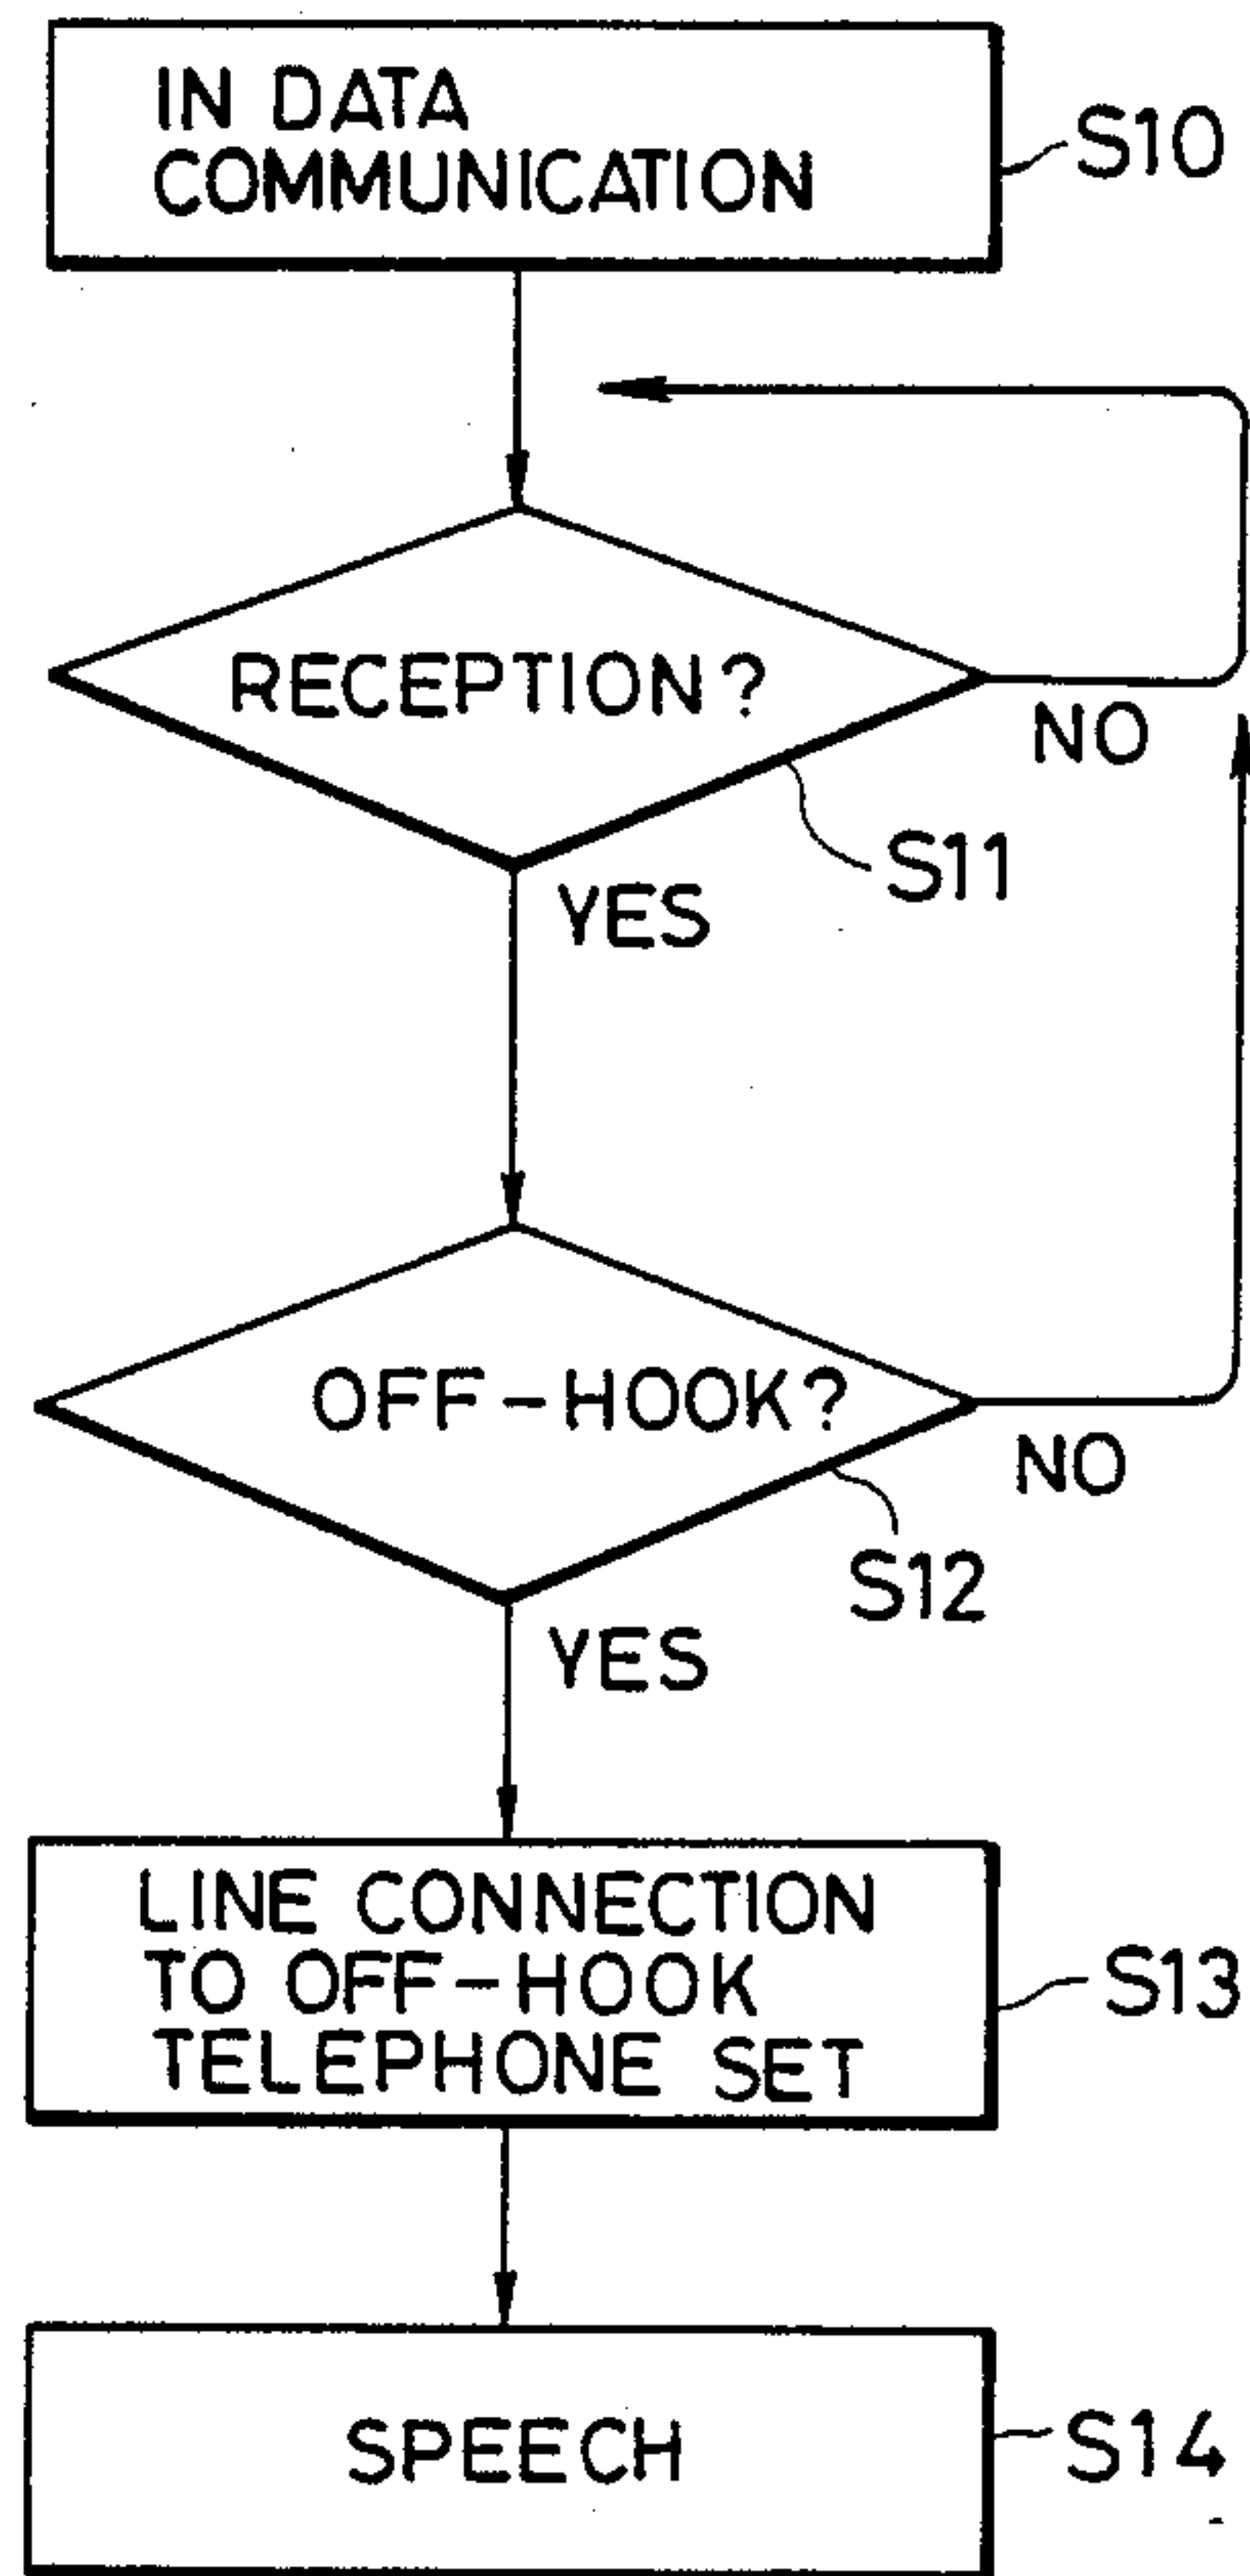 IN DATA
COMMUNICATION
S10
RECEPTION?
NO
S11
YES
OFF-HOOK?
NO
S12
YES
LINE CONNECTION
TO OFF-HOOK
TELEPHONE SET
S13
SPEECH
S14